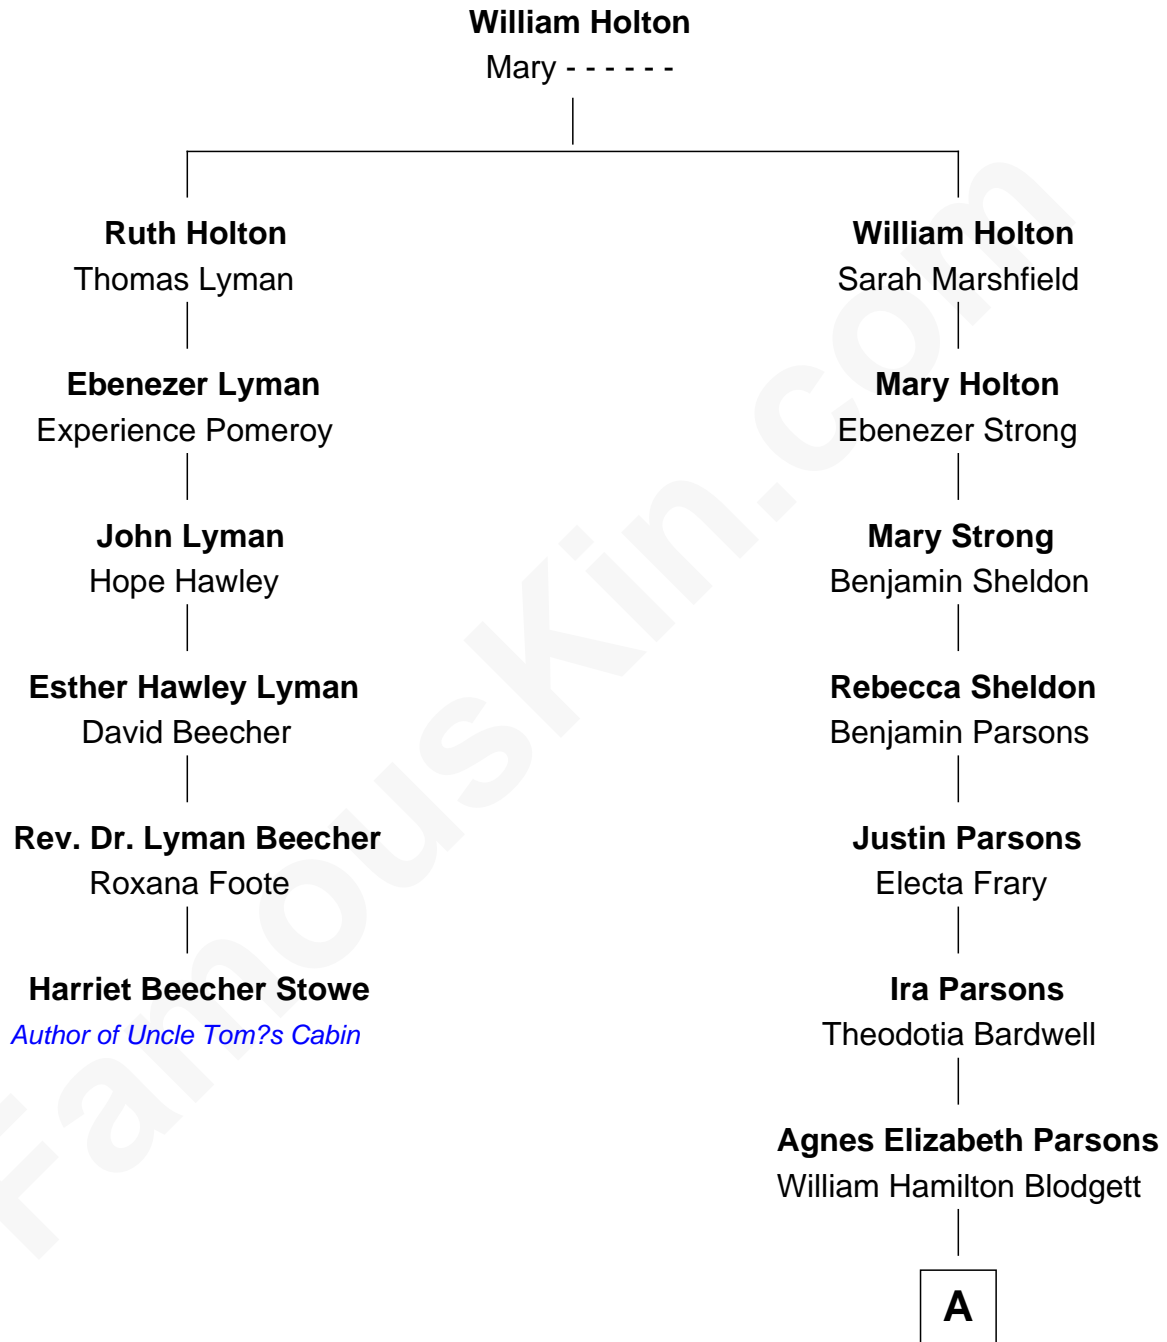 William Holton
Mary - - - - - -
Ruth Holton
Thomas Lyman
Ebenezer Lyman
Experience Pomeroy
John Lyman
Hope Hawley
Esther Hawley Lyman
David Beecher
Rev. Dr. Lyman Beecher
Roxana Foote
Harriet Beecher Stowe
Author of Uncle Tom?s Cabin
William Holton
Sarah Marshfield
Mary Holton
Ebenezer Strong
Mary Strong
Benjamin Sheldon
Rebecca Sheldon
Benjamin Parsons
Justin Parsons
Electa Frary
Ira Parsons
Theodotia Bardwell
Agnes Elizabeth Parsons
William Hamilton Blodgett
A
FamousKin.com